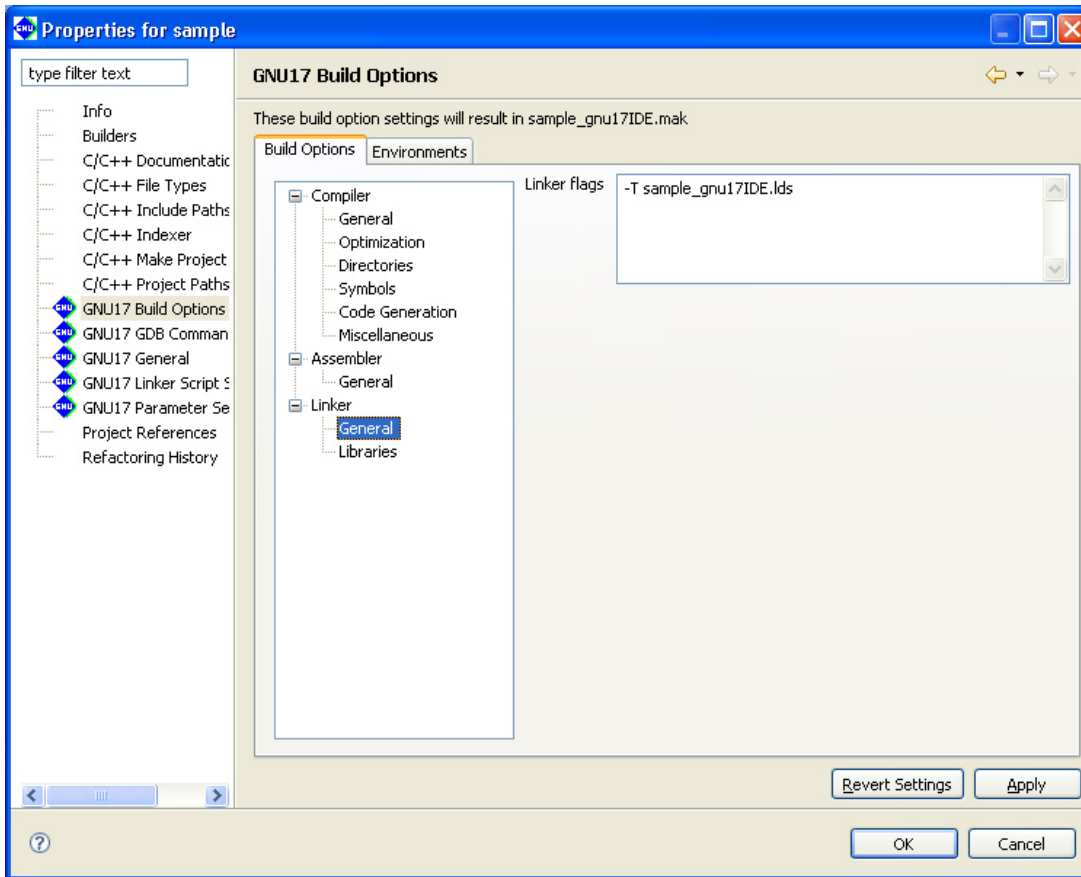 Properties for sample
type filter text
Info
Builders
C/C++ Documentatic
C/C++ File Types
C/C++ Include Paths
C/C++ Indexer
C/C++ Make Project
C/C++ Project Paths
GNU17 Build Options
GNU17 GDB Comman
GNU17 General
GNU17 Linker Script S
GNU17 Parameter Se
Project References
Refactoring History
GNU17 Build Options
These build option settings will result in sample_gnu17IDE.mak
Build Options
Environments
Compiler
General
Optimization
Directories
Symbols
Code Generation
Miscellaneous
Assembler
General
Linker
General
Libraries
Linker flags
-T sample_gnu17IDE.lds
Revert Settings
Apply
OK
Cancel